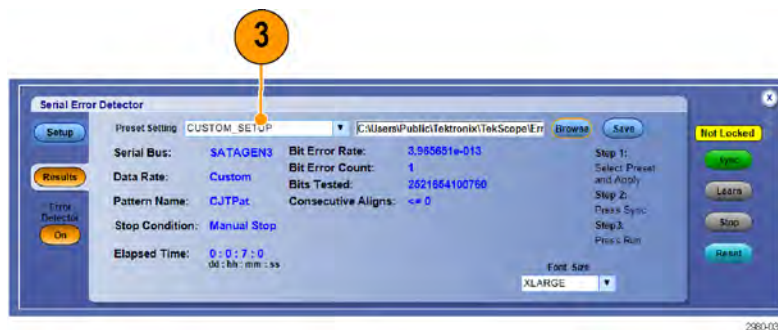 3
Serial Error Detector
x
Setup
Preset Setting CUSTOM_SETUP
C:\Users\Public\Tektronix\TekScope\Err
Browse
Save
Not Locked
Serial Bus: SATAGEN3
Bit Error Rate: 3.965651e-013
Step 1:
Select Preset
and Apply
Sync
Bit Error Count: 1
Results
Data Rate: Custom
Bits Tested: 2521654100760
Step 2:
Press Sync
Learn
Pattern Name: CJTPat
Consecutive Aligns: <= 0
Error
Detector
On
Stop Condition: Manual Stop
Step3:
Press Run
Stop
Elapsed Time: 0 : 0 : 7 : 0
dd : hh : mm : ss
Reset
Font Size
XLARGE